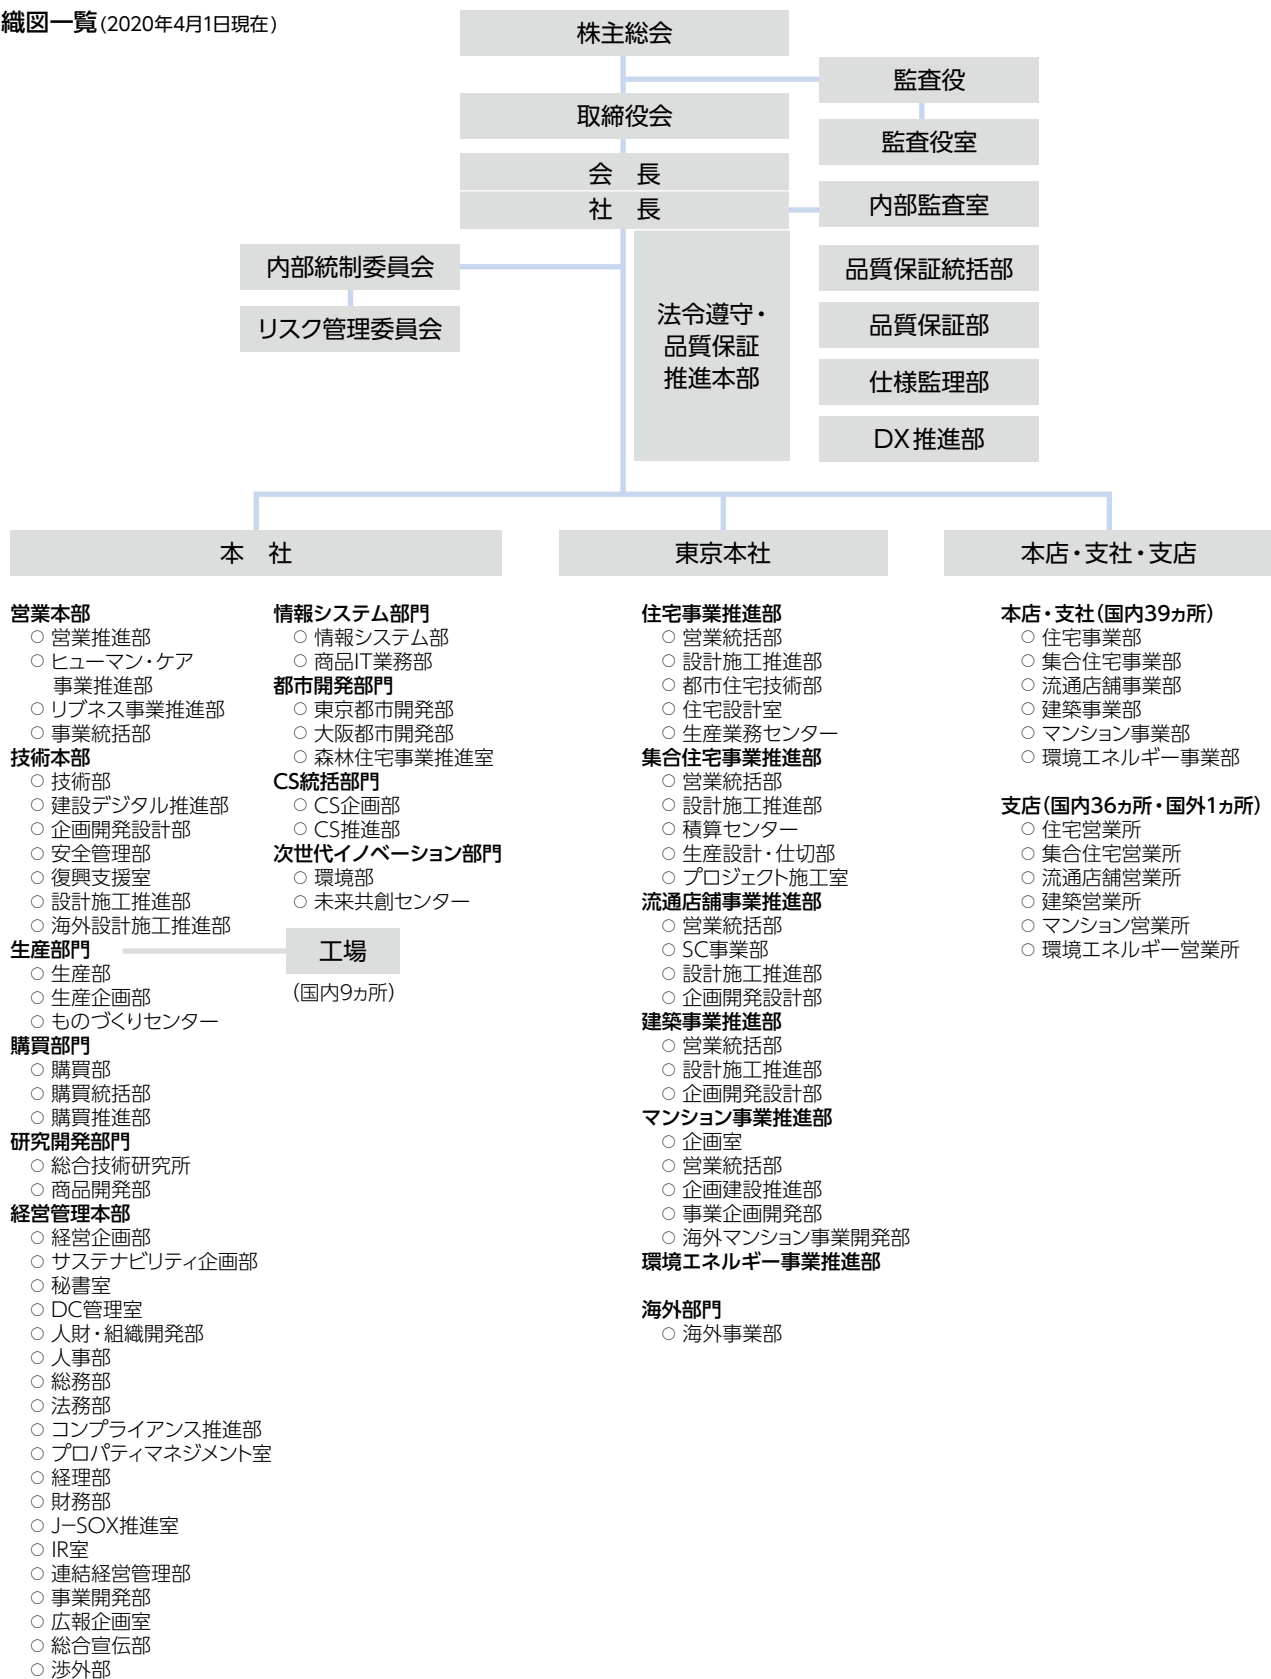 織図一覧(2020年4月1日現在)
株主総会
監査役
取締役会
監査役室
会　長
社　長
内部監査室
内部統制委員会
リスク管理委員会
法令遵守・
品質保証
推進本部
品質保証統括部
品質保証部
仕様監理部
DX推進部
本　社
東京本社
本店・支社・支店
営業本部
○ 営業推進部
○ ヒューマン・ケア
事業推進部
○ リブネス事業推進部
○ 事業統括部
技術本部
○ 技術部
○ 建設デジタル推進部
○ 企画開発設計部
○ 安全管理部
○ 復興支援室
○ 設計施工推進部
○ 海外設計施工推進部
生産部門
○ 生産部
○ 生産企画部
○ ものづくりセンター
購買部門
○ 購買部
○ 購買統括部
○ 購買推進部
研究開発部門
○ 総合技術研究所
○ 商品開発部
経営管理本部
○ 経営企画部
○ サステナビリティ企画部
○ 秘書室
○ DC管理室
○ 人財・組織開発部
○ 人事部
○ 総務部
○ 法務部
○ コンプライアンス推進部
○ プロパティマネジメント室
○ 経理部
○ 財務部
○ J－SOX推進室
○ IR室
○ 連結経営管理部
○ 事業開発部
○ 広報企画室
○ 総合宣伝部
○ 渉外部
情報システム部門
○ 情報システム部
○ 商品IT業務部
都市開発部門
○ 東京都市開発部
○ 大阪都市開発部
○ 森林住宅事業推進室
CS統括部門
○ CS企画部
○ CS推進部
次世代イノベーション部門
○ 環境部
○ 未来共創センター
工場
(国内9ヵ所)
住宅事業推進部
○ 営業統括部
○ 設計施工推進部
○ 都市住宅技術部
○ 住宅設計室
○ 生産業務センター
集合住宅事業推進部
○ 営業統括部
○ 設計施工推進部
○ 積算センター
○ 生産設計・仕切部
○ プロジェクト施工室
流通店舗事業推進部
○ 営業統括部
○ SC事業部
○ 設計施工推進部
○ 企画開発設計部
建築事業推進部
○ 営業統括部
○ 設計施工推進部
○ 企画開発設計部
マンション事業推進部
○ 企画室
○ 営業統括部
○ 企画建設推進部
○ 事業企画開発部
○ 海外マンション事業開発部
環境エネルギー事業推進部
海外部門
○ 海外事業部
本店・支社(国内39ヵ所)
○ 住宅事業部
○ 集合住宅事業部
○ 流通店舗事業部
○ 建築事業部
○ マンション事業部
○ 環境エネルギー事業部
支店(国内36ヵ所・国外1ヵ所)
○ 住宅営業所
○ 集合住宅営業所
○ 流通店舗営業所
○ 建築営業所
○ マンション営業所
○ 環境エネルギー営業所